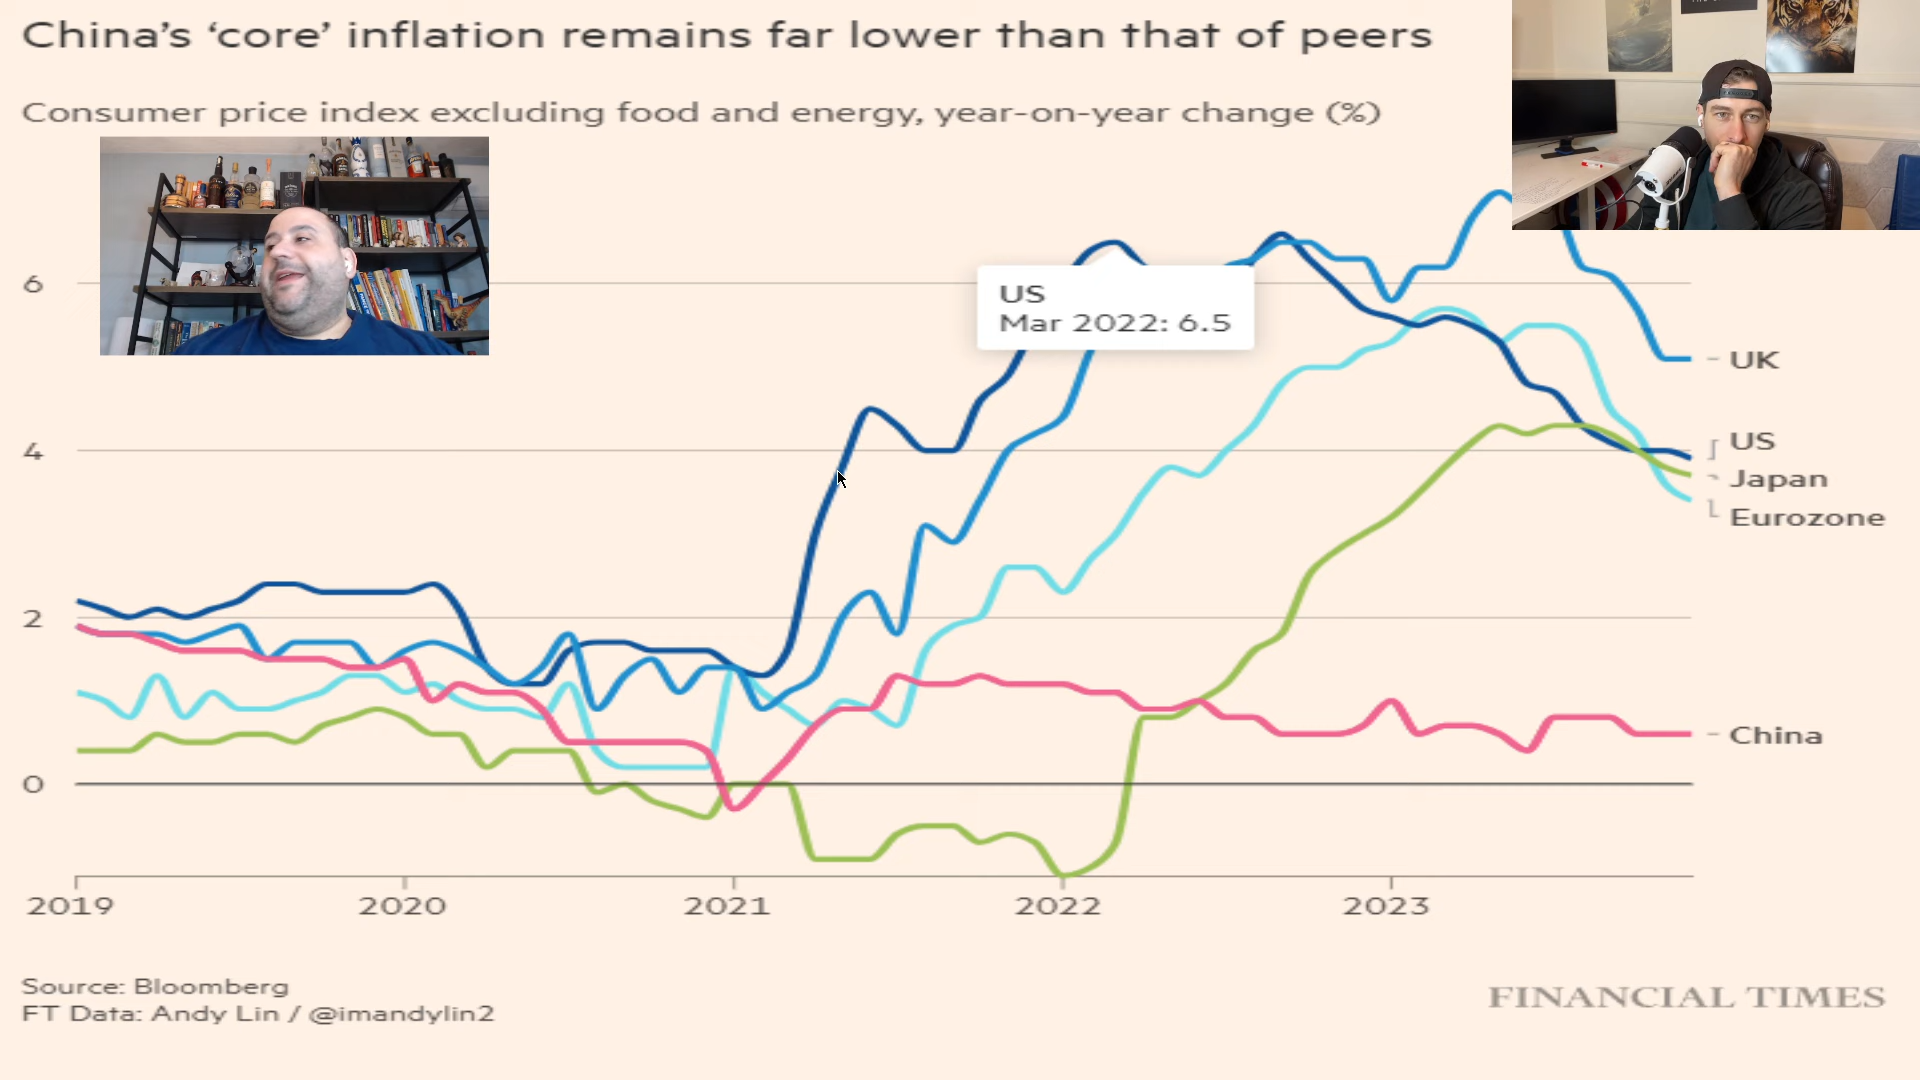 China's 'core' inflation remains far lower than that of peers
Consumer price index excluding food and energy, year-on-year change (%)
6
US
Mar 2022: 6.5
UK
4
US
Japan
Eurozone
2
China
0
2019
2020
2021
2022
2023
Source: Bloomberg
FT Data: Andy Lin / @imandylin2
FINANCIAL TIMES